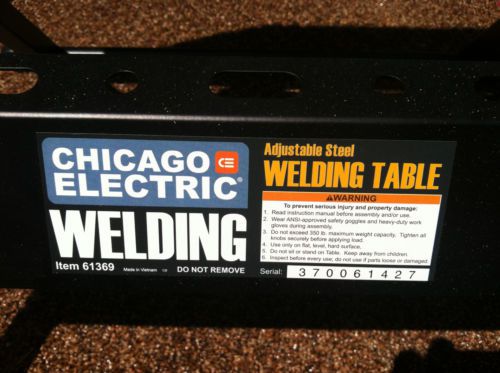 CHICAGO CE
ELECTRIC®
WELDING
Item 61369 Made in Vietnam DO NOT REMOVE
Adjustable Steel
WELDING TABLE
WARNING
To prevent serious injury and property damage:
1. Read instruction manual before assembly and/or use.
2. Wear ANSI-approved safety goggles and heavy-duty work
gloves during assembly.
3. Do not exceed 350 lb. maximum weight capacity. Tighten all
knobs securely before applying load.
4. Use only on flat, level, hard surface.
5. Do not sit or stand on Table. Keep away from children.
6. Inspect before every use; do not use if parts loose or damaged.
Serial: 370061427